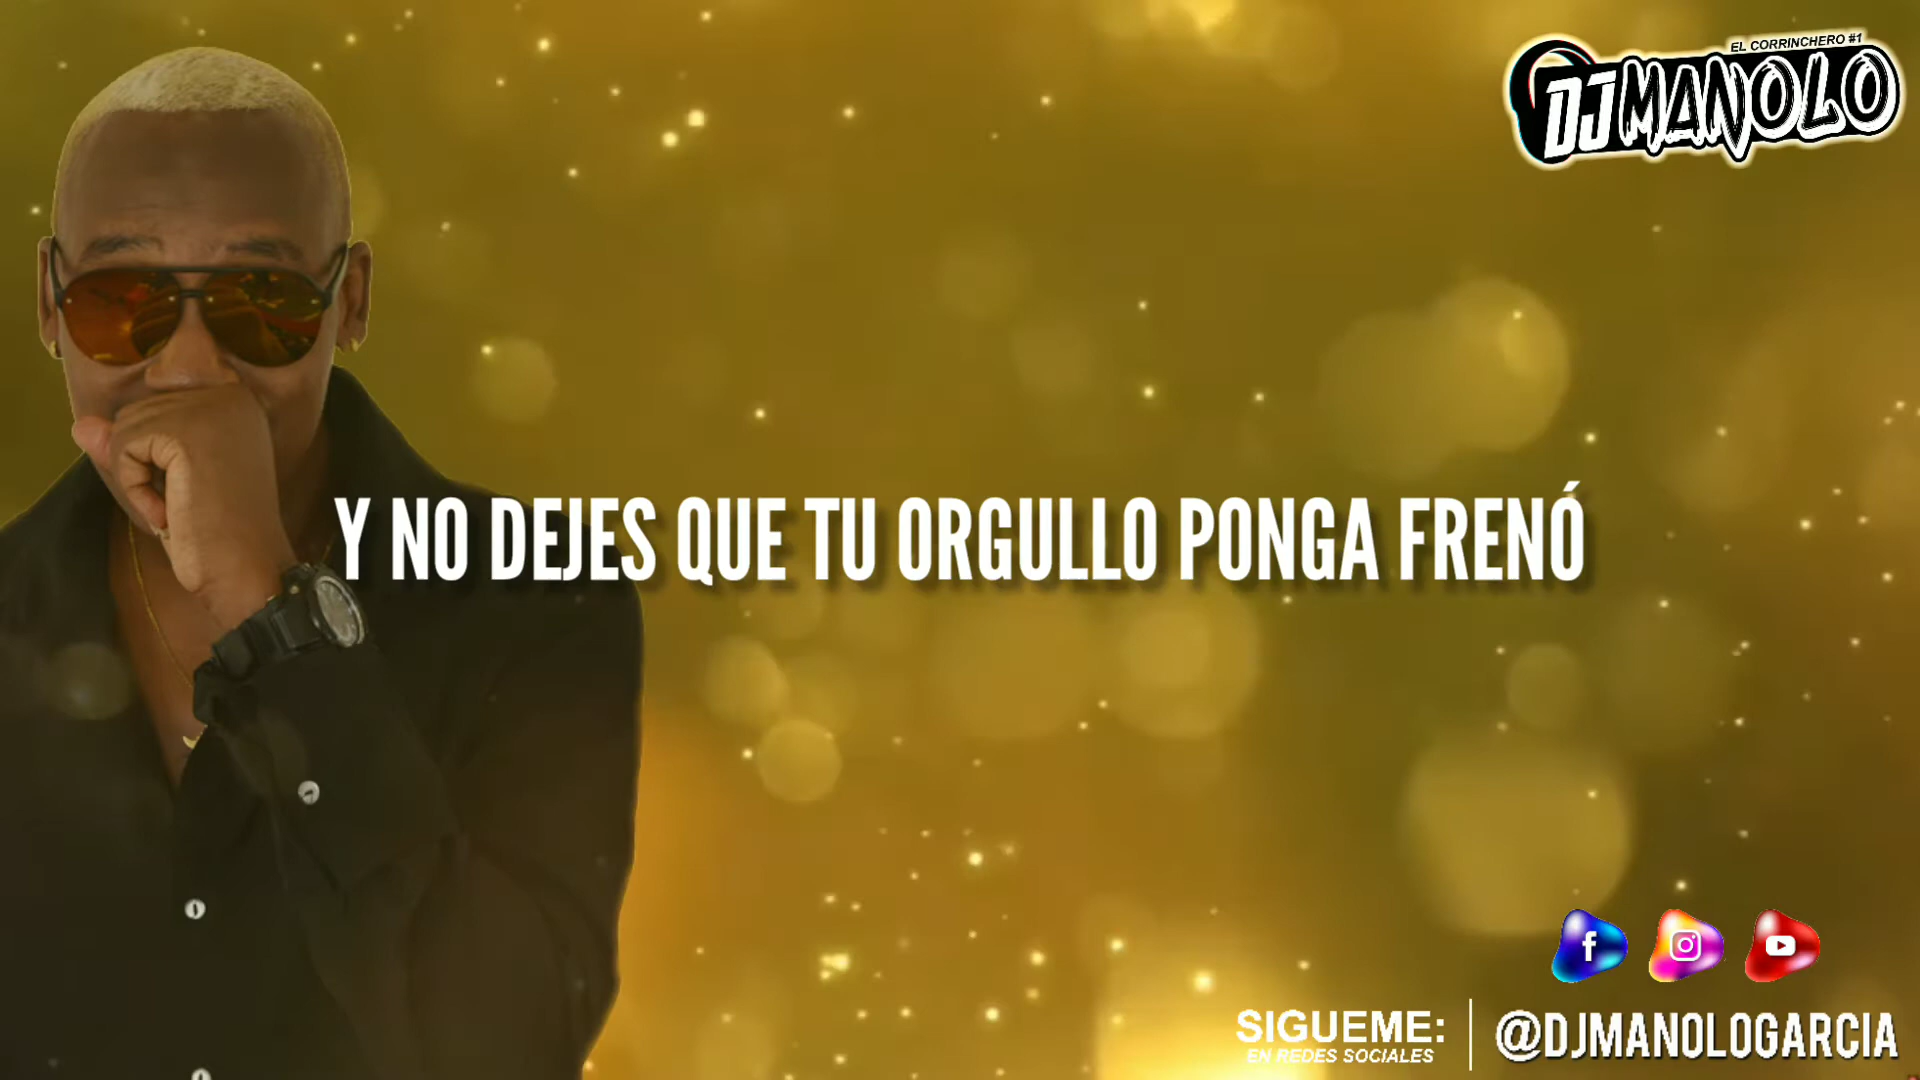 EL CORRINCHERO #1
DJ MANOLO
Y NO DEJES QUE TU ORGULLO PONGA FRENÓ
SIGUEME:
EN REDES SOCIALES
@DJMANOLOGARCIA